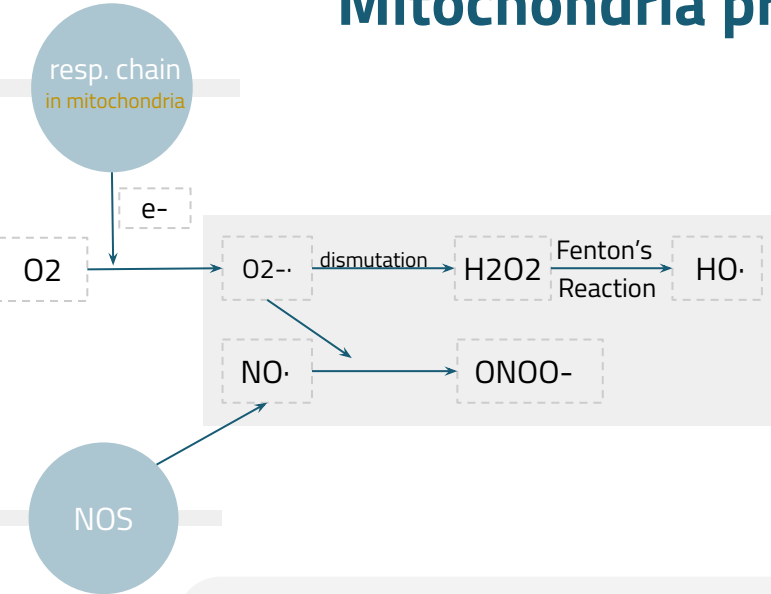 Mitochondria
resp. chain
in mitochondria
e-
O2
O2-·
dismutation
H2O2
Fenton's
Reaction
HO·
NO·
ONOO-
NOS